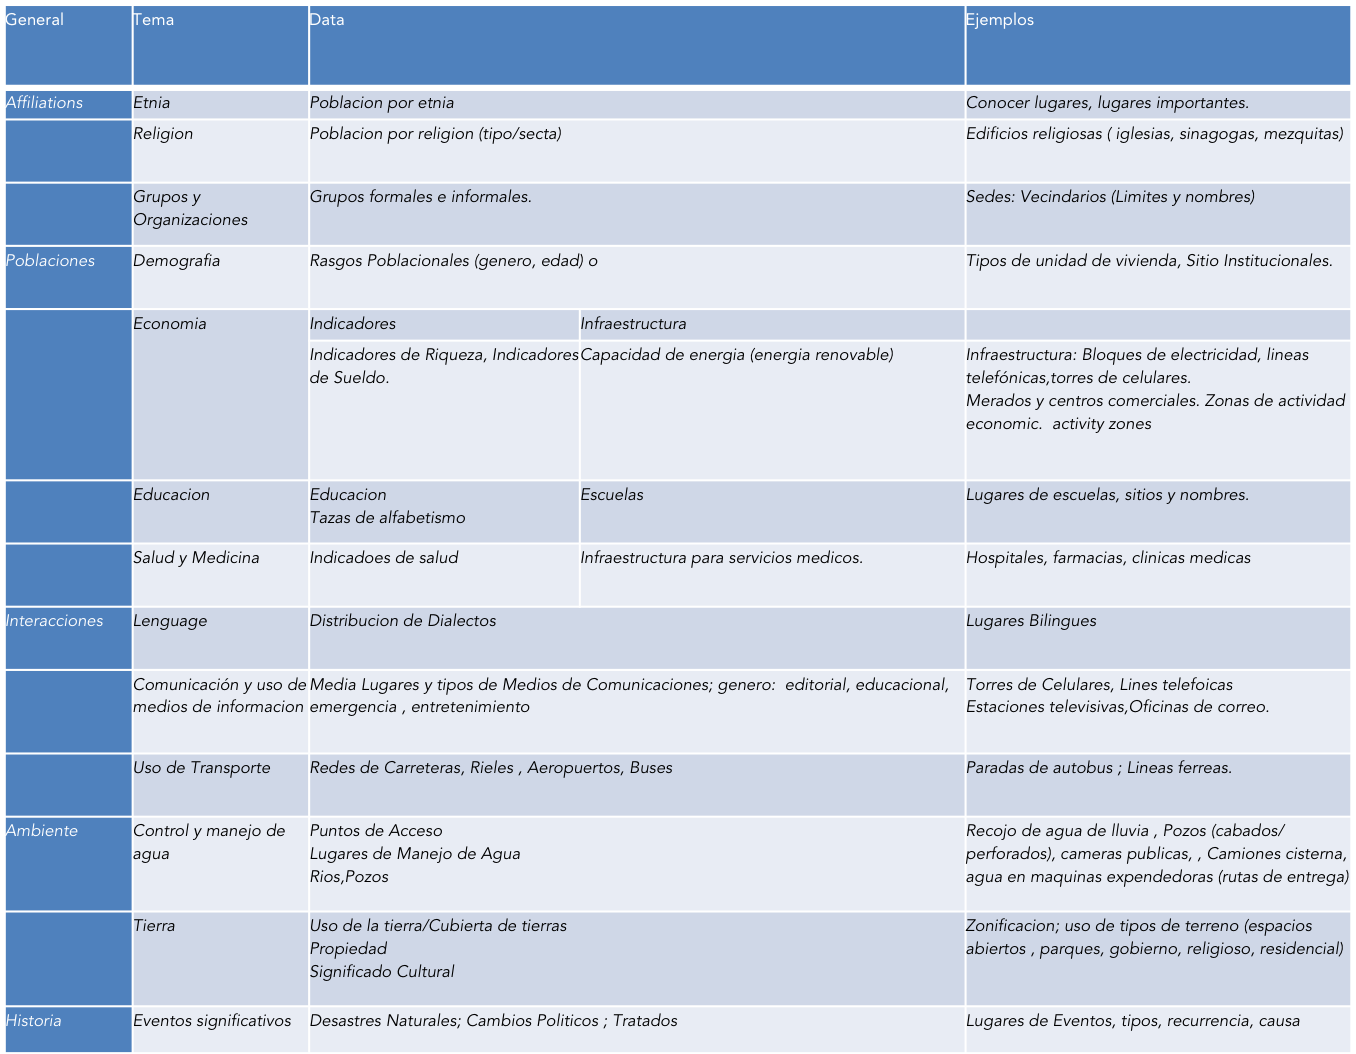 General Tema Data Ejemplos
Affiliations Etnia Poblacion por etnia Conocer lugares, lugares importantes.
Religion Poblacion por religion (tipo/secta) Edificios religiosas ( iglesias, sinagogas, mezquitas)
Grupos y Grupos formales e informales. Sedes: Vecindarios (Limites y nombres)
Organizaciones
Poblaciones Demografia Rasgos Poblacionales (genero, edad) o Tipos de unidad de vivienda, Sitio Institucionales.
Economia Indicadores Infraestructura
Indicadores de Riqueza, Indicadores Capacidad de energia (energia renovable) Infraestructura: Bloques de electricidad, lineas
de Sueldo. telefónicas,torres de celulares.
Merados y centros comerciales. Zonas de actividad
economic.  activity zones
Educacion Educacion Escuelas Lugares de escuelas, sitios y nombres.
Tazas de alfabetismo
Salud y Medicina Indicadoes de salud Infraestructura para servicios medicos. Hospitales, farmacias, clinicas medicas
Interacciones Lenguage Distribucion de Dialectos Lugares Bilingues
Comunicación y uso de Media Lugares y tipos de Medios de Comunicaciones; genero:  editorial, educacional, Torres de Celulares, Lines telefoicas
medios de informacion emergencia , entretenimiento Estaciones televisivas,Oficinas de correo.
Uso de Transporte Redes de Carreteras, Rieles , Aeropuertos, Buses Paradas de autobus ; Lineas ferreas.
Ambiente Control y manejo de Puntos de Acceso Recojo de agua de lluvia , Pozos (cabados/
agua Lugares de Manejo de Agua perforados), cameras publicas, , Camiones cisterna,
Rios,Pozos agua en maquinas expendedoras (rutas de entrega)
Tierra Uso de la tierra/Cubierta de tierras Zonificacion; uso de tipos de terreno (espacios
Propiedad abiertos , parques, gobierno, religioso, residencial)
Significado Cultural
Historia Eventos significativos Desastres Naturales; Cambios Politicos ; Tratados Lugares de Eventos, tipos, recurrencia, causa